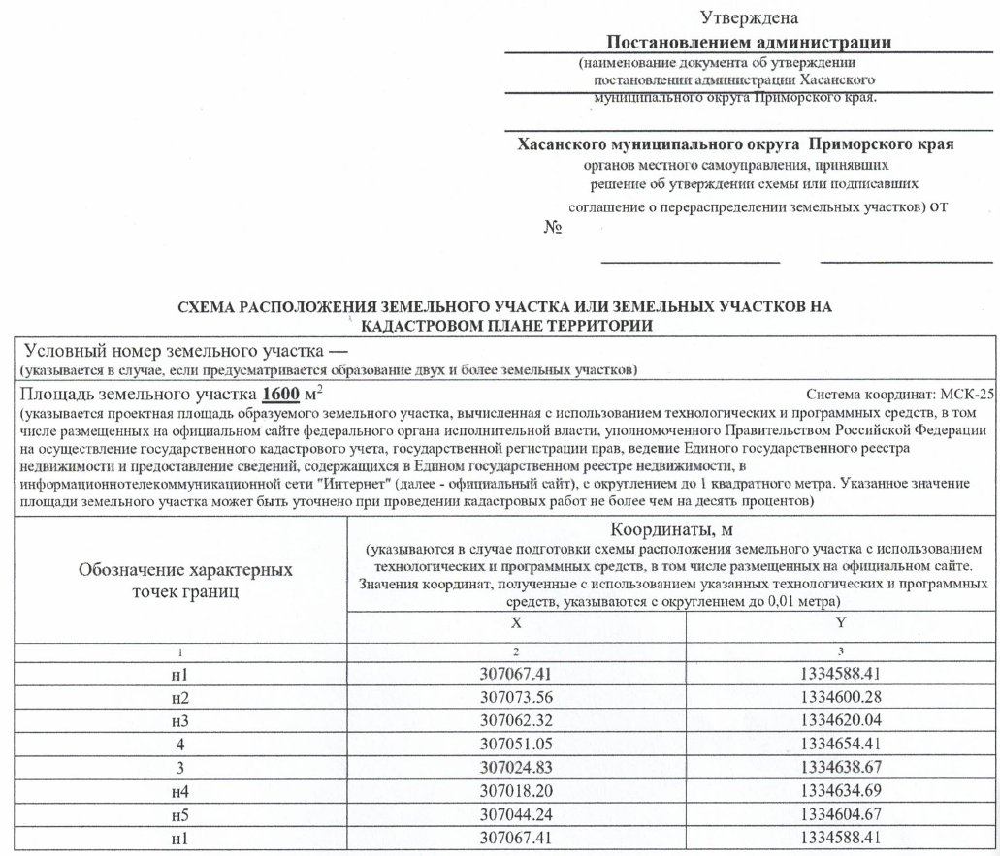 Утверждена
Постановлением администрации
(наименование документа об утверждении
постановлении администрации Хасанского
муниципального округа Приморского края.
Хасанского муниципального округа Приморского края
органов местного самоуправления, принявших
решение об утверждении схемы или подписавших
соглашение о перераспределении земельных участков) от
№
СХЕМА РАСПОЛОЖЕНИЯ ЗЕМЕЛЬНОГО УЧАСТКА ИЛИ ЗЕМЕЛЬНЫХ УЧАСТКОВ НА
КАДАСТРОВОМ ПЛАНЕ ТЕРРИТОРИИ
Условный номер земельного участка —
(указывается в случае, если предусматривается образование двух и более земельных участков)
Площадь земельного участка 1600 м2 Система координат: МСК-25
(указывается проектная площадь образуемого земельного участка, вычисленная с использованием технологических и программных средств, в том
числе размещенных на официальном сайте федерального органа исполнительной власти, уполномоченного Правительством Российской Федерации
на осуществление государственного кадастрового учета, государственной регистрации прав, ведение Единого государственного реестра
недвижимости и предоставление сведений, содержащихся в Едином государственном реестре недвижимости, в
информационнотелекоммуникационной сети "Интернет" (далее - официальный сайт), с округлением до 1 квадратного метра. Указанное значение
площади земельного участка может быть уточнено при проведении кадастровых работ не более чем на десять процентов)
Обозначение характерных
точек границ
Координаты, м
(указываются в случае подготовки схемы расположения земельного участка с использованием
технологических и программных средств, в том числе размещенных на официальном сайте.
Значения координат, полученные с использованием указанных технологических и программных
средств, указываются с округлением до 0,01 метра)
X Y
1 2 3
н1 307067.41 1334588.41
н2 307073.56 1334600.28
н3 307062.32 1334620.04
4 307051.05 1334654.41
3 307024.83 1334638.67
н4 307018.20 1334634.69
н5 307044.24 1334604.67
н1 307067.41 1334588.41